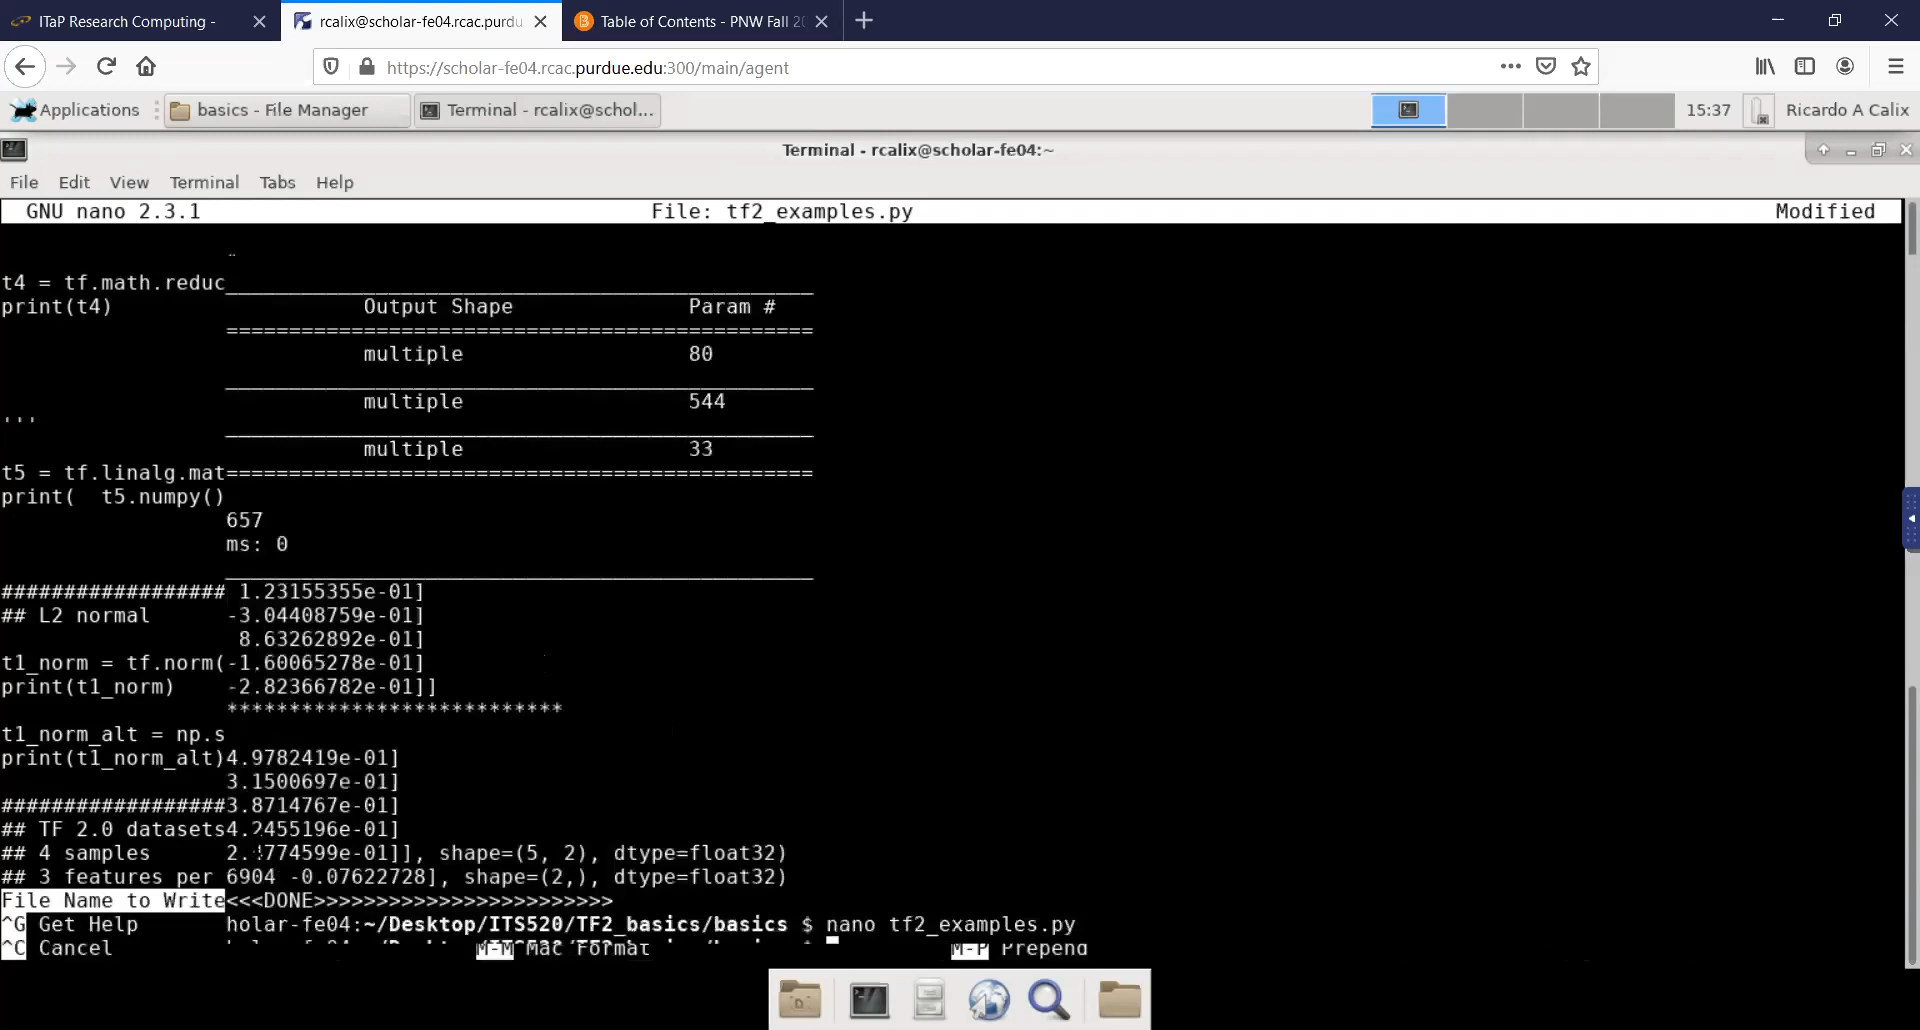 ITaP Research Computing -
rcalix@scholar-fe04.rcac.purdu
Table of Contents - PNW Fall 20
https://scholar-fe04.rcac.purdue.edu:300/main/agent
Applications
basics - File Manager
Terminal - rcalix@schol...
15:37
Ricardo A Calix
Terminal - rcalix@scholar-fe04:~
File Edit View Terminal Tabs Help
GNU nano 2.3.1 File: tf2_examples.py Modified
t4 = tf.math.reduc_______________________________________________
print(t4) Output Shape Param #
===============================================
multiple 80
_______________________________________________
multiple 544
'''
_______________________________________________
multiple 33
t5 = tf.linalg.mat===============================================
print( t5.numpy()
657
ms: 0
_______________________________________________
################## 1.23155355e-01]
## L2 normal -3.04408759e-01]
8.63262892e-01]
t1_norm = tf.norm(-1.60065278e-01]
print(t1_norm) -2.82366782e-01]]
***************************
t1_norm_alt = np.s
print(t1_norm_alt)4.9782419e-01]
3.1500697e-01]
##################3.8714767e-01]
## TF 2.0 datasets4.2455196e-01]
## 4 samples 774599e-01]], shape=(5, 2), dtype=float32)
## 3 features per 6904 -0.07622728], shape=(2,), dtype=float32)
File Name to Write<<<DONE>>>>>>>>>>>>>>>>>>>>>>>>
^G Get Help holar-fe04:~/Desktop/ITS520/TF2_basics/basics $ nano tf2_examples.py
^C Cancel M-M Mac Format M-P Prepend